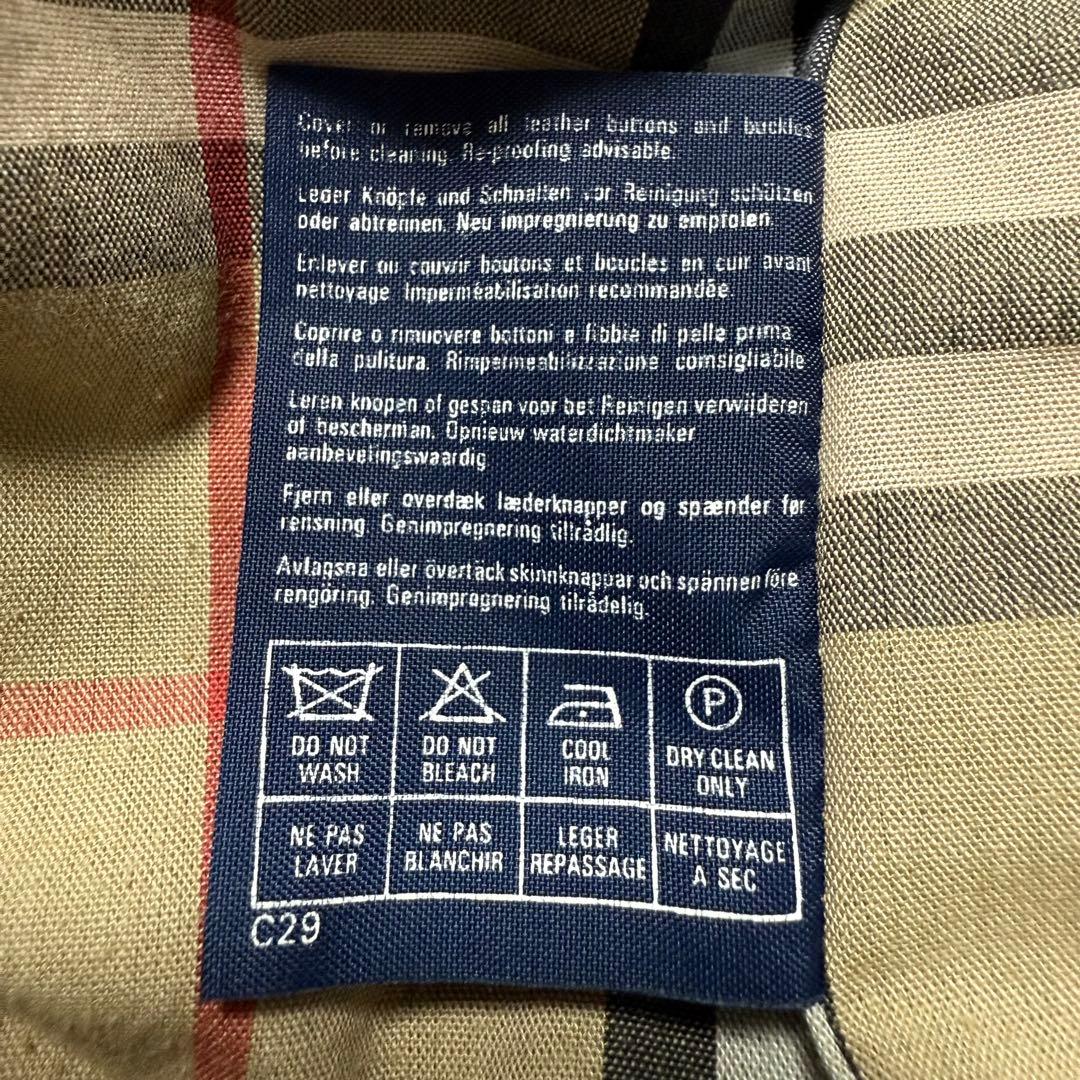 Cover or remove all leather buttons and buckles
before cleaning. Re-proofing advisable.
Leder Knöpfe und Schnallen vor Reinigung schützen
oder abtrennen. Neu impregnierung zu empfolen.
Enlever ou couvrir boutons et boucles en cuir avant
nettoyage Imperméabilisation recommandée
Coprire o rimuovere bottoni e fibbie di pelle prima
della pulitura. Rimpermeabilizzazione comsigliabile
Leren knopen of gespen voor het Reinigen verwijderen
of bescherman. Opnieuw waterdichtmaker
aanbevelingswaardig
Fjern eller overdæk læderknapper og spænder før
rensning. Genimpregnering tilrådlig.
Avlagsna eller övertäck skinnknappar och spännen före
rengöring. Genimpregnering tilrådelig.
DO NOT WASH
DO NOT BLEACH
COOL IRON
P
DRY CLEAN ONLY
NE PAS LAVER
NE PAS BLANCHIR
LEGER REPASSAGE
NETTOYAGE A SEC
C29